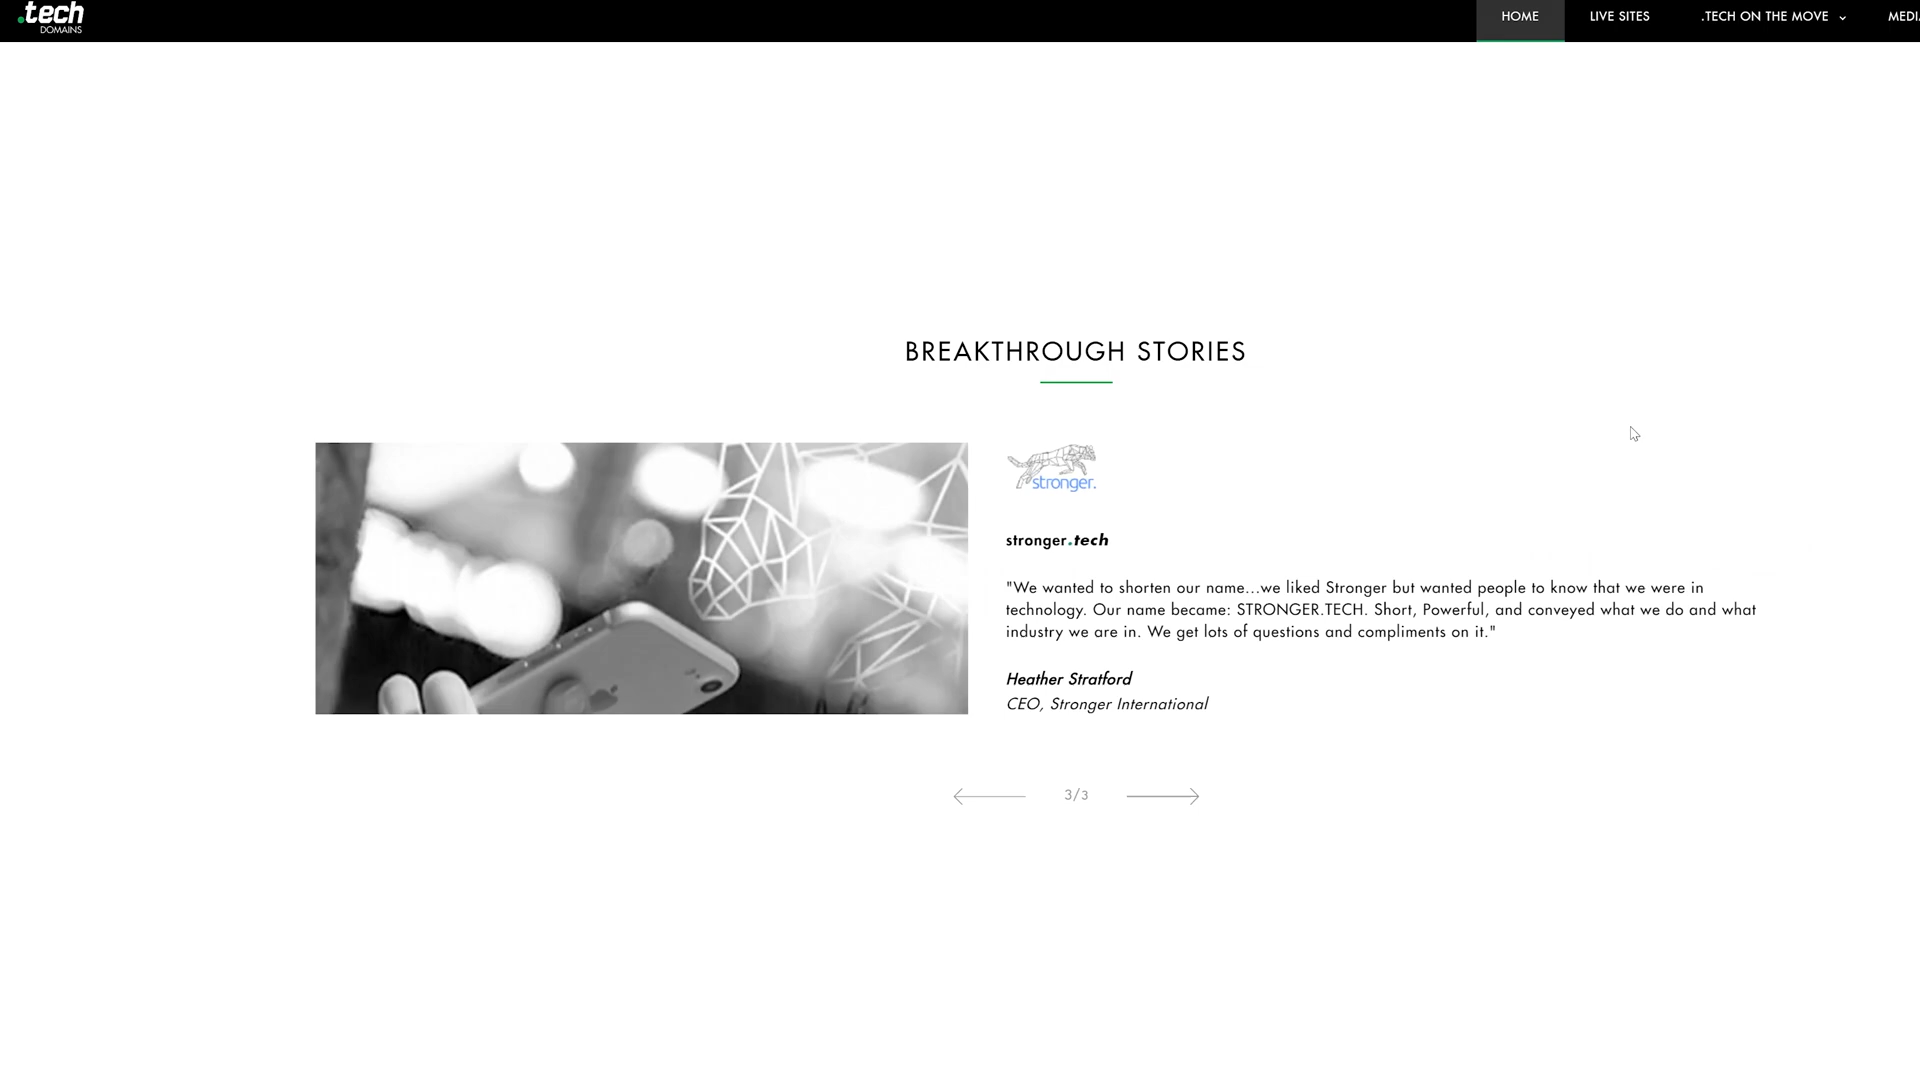 .tech
DOMAINS
HOME
LIVE SITES
.TECH ON THE MOVE
BREAKTHROUGH STORIES
stronger.
stronger.tech
"We wanted to shorten our name...we liked Stronger but wanted people to know that we were in
technology. Our name became: STRONGER.TECH. Short, Powerful, and conveyed what we do and what
industry we are in. We get lots of questions and compliments on it."
Heather Stratford
CEO, Stronger International
3/3